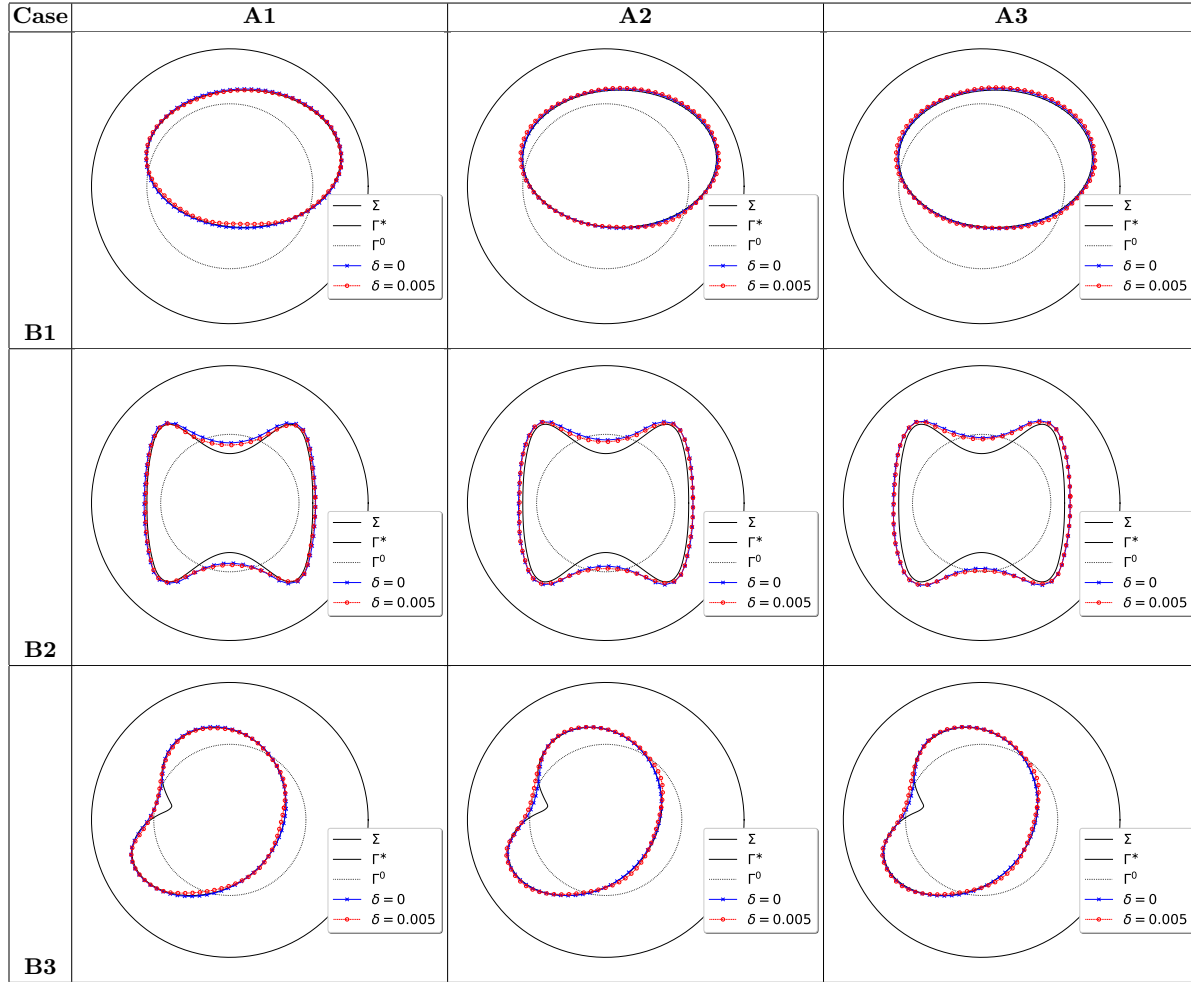 Case A1 A2 A3
Σ
Γ*
Γ⁰
δ = 0
δ = 0.005
Σ
Γ*
Γ⁰
δ = 0
δ = 0.005
Σ
Γ*
Γ⁰
δ = 0
δ = 0.005
B1
Σ
Γ*
Γ⁰
δ = 0
δ = 0.005
Σ
Γ*
Γ⁰
δ = 0
δ = 0.005
Σ
Γ*
Γ⁰
δ = 0
δ = 0.005
B2
Σ
Γ*
Γ⁰
δ = 0
δ = 0.005
Σ
Γ*
Γ⁰
δ = 0
δ = 0.005
Σ
Γ*
Γ⁰
δ = 0
δ = 0.005
B3